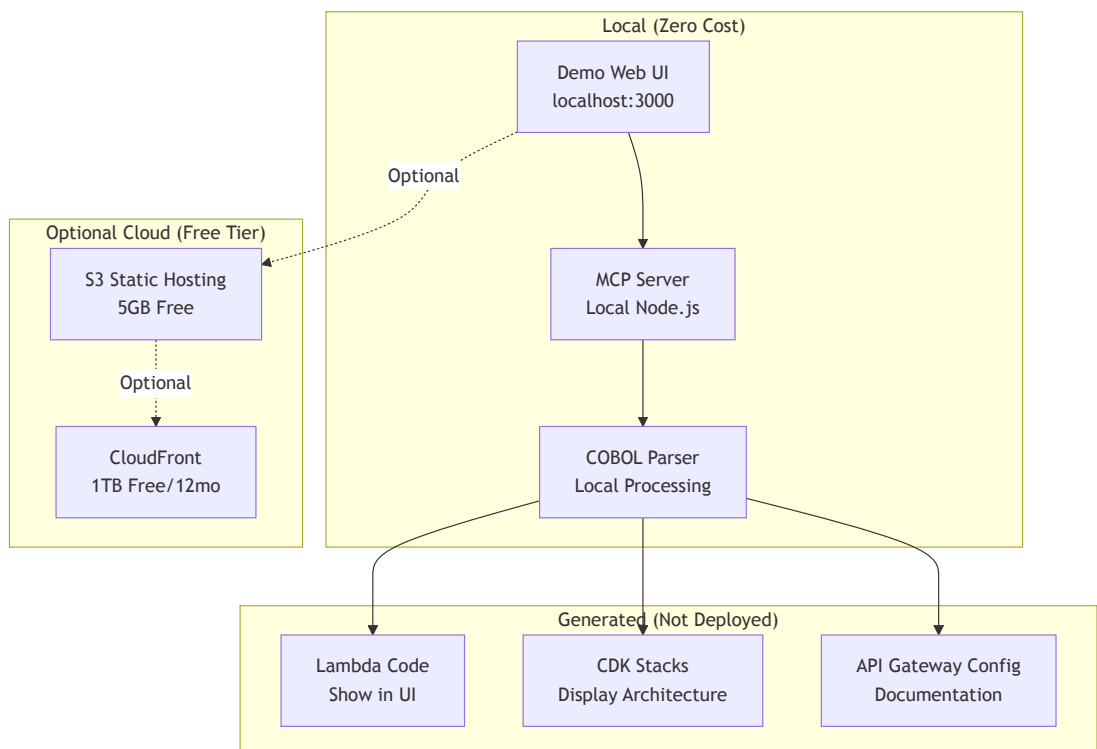 Local (Zero Cost)
Demo Web UI
localhost:3000
Optional
Optional Cloud (Free Tier)
S3 Static Hosting
5GB Free
MCP Server
Local Node.js
Optional
CloudFront
1TB Free/12mo
COBOL Parser
Local Processing
Generated (Not Deployed)
Lambda Code
Show in UI
CDK Stacks
Display Architecture
API Gateway Config
Documentation